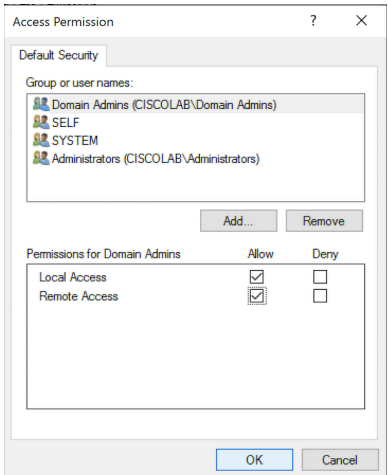 Access Permission
?
Default Security
Group or user names:
Domain Admins (CISCOLAB\Domain Admins)
SELF
SYSTEM
Administrators (CISCOLAB\Administrators)
Add...
Remove
Permissions for Domain Admins Allow Deny
Local Access
Remote Access
OK
Cancel